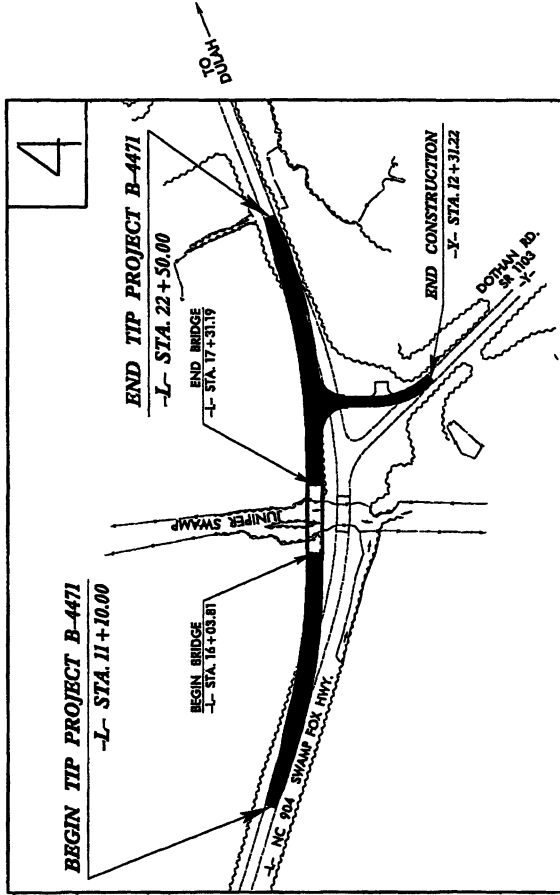 4
TO
DULAH
BEGIN TIP PROJECT B-4471
-L- STA. 11+10.00
END TIP PROJECT B-4471
-L- STA. 22+50.00
BEGIN BRIDGE
-L- STA. 16+03.81
END BRIDGE
-L- STA. 17+31.19
JUNIPER SWAMP
END CONSTRUCTION
-Y- STA. 12+31.22
DOTHAN RD.
SR 1103
-Y-
-L- NC 904 SWAMP FOX HWY.